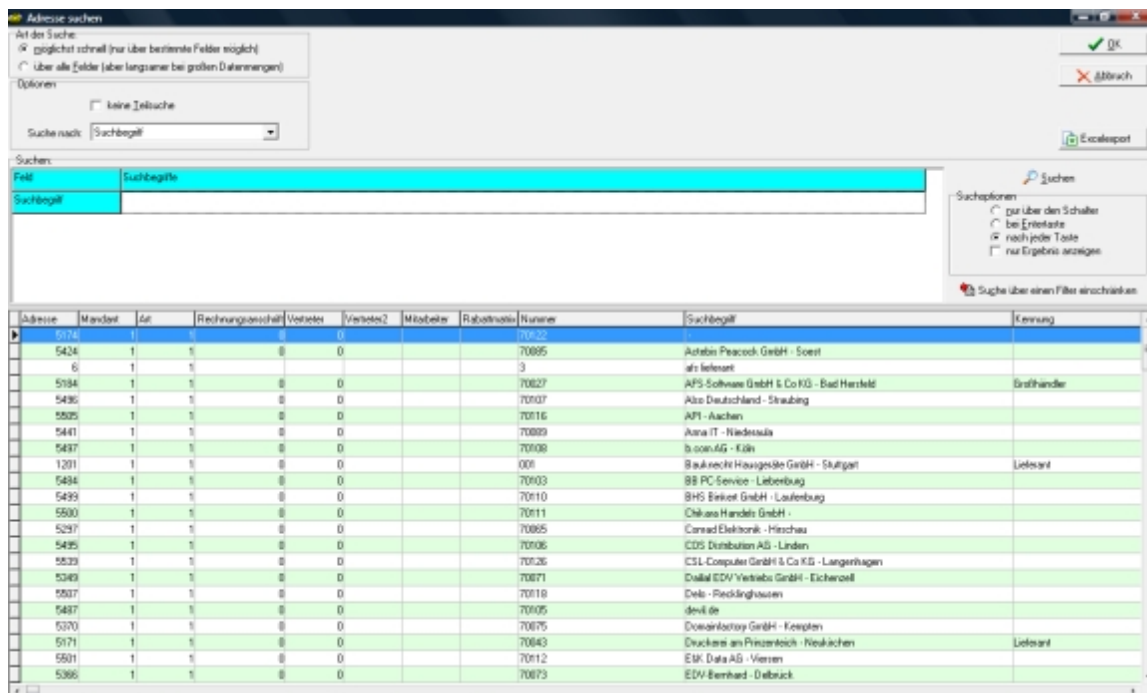 Adresse suchen
Art der Suche:
möglichst schnell (nur über bestimmte Felder möglich)
über alle Felder (aber langsamer bei großen Datenmengen)
OK
Abbruch
Optionen
keine Teilsuche
Suche nach: Suchbegriff
Excelexport
Suchen:
Feld Suchbegriffe
Suchbegriff
Suchen
Suchoptionen
nur über den Schalter
bei Entertaste
nach jeder Taste
nur Ergebnis anzeigen
Suche über einen Filter einschränken
Adresse Mandant Art Rechnungsanschrift Vertreter Vertreter2 Mitarbeiter Rabattmatrix Nummer Suchbegriff Kennung
5174 1 1 0 0 70122 -
5424 1 1 0 0 70085 Astebis Peacock GmbH - Soest
6 1 1 3 afs lieferant
5184 1 1 0 0 70027 AFS-Software GmbH & Co KG - Bad Hersfeld Großhändler
5496 1 1 0 0 70107 Also Deutschland - Straubing
5505 1 1 0 0 70116 API - Aachen
5441 1 1 0 0 70089 Anna IT - Niederaula
5497 1 1 0 0 70108 b.com AG - Köln
1201 1 1 0 0 001 Bauknecht Hausgeräte GmbH - Stuttgart Lieferant
5484 1 1 0 0 70103 BB PC-Service - Liebenburg
5499 1 1 0 0 70110 BHS Binkert GmbH - Laufenburg
5500 1 1 0 0 70111 Chikara Handels GmbH -
5297 1 1 0 0 70065 Conrad Elektronik - Hirschau
5495 1 1 0 0 70106 COS Distribution AG - Linden
5539 1 1 0 0 70126 CSL-Computer GmbH & Co KG - Langenhagen
5349 1 1 0 0 70071 EDV Vertriebs GmbH - Eichenzell
5507 1 1 0 0 70118 Delo - Recklinghausen
5487 1 1 0 0 70105 devil.de
5370 1 1 0 0 70075 Domainfactory GmbH - Kempten
5171 1 1 0 0 70043 Druckerei am Prinzenteich - Neukirchen Lieferant
5501 1 1 0 0 70112 E&K Data AG - Viersen
5366 1 1 0 0 70073 EDV-Bernhard - Delbrück